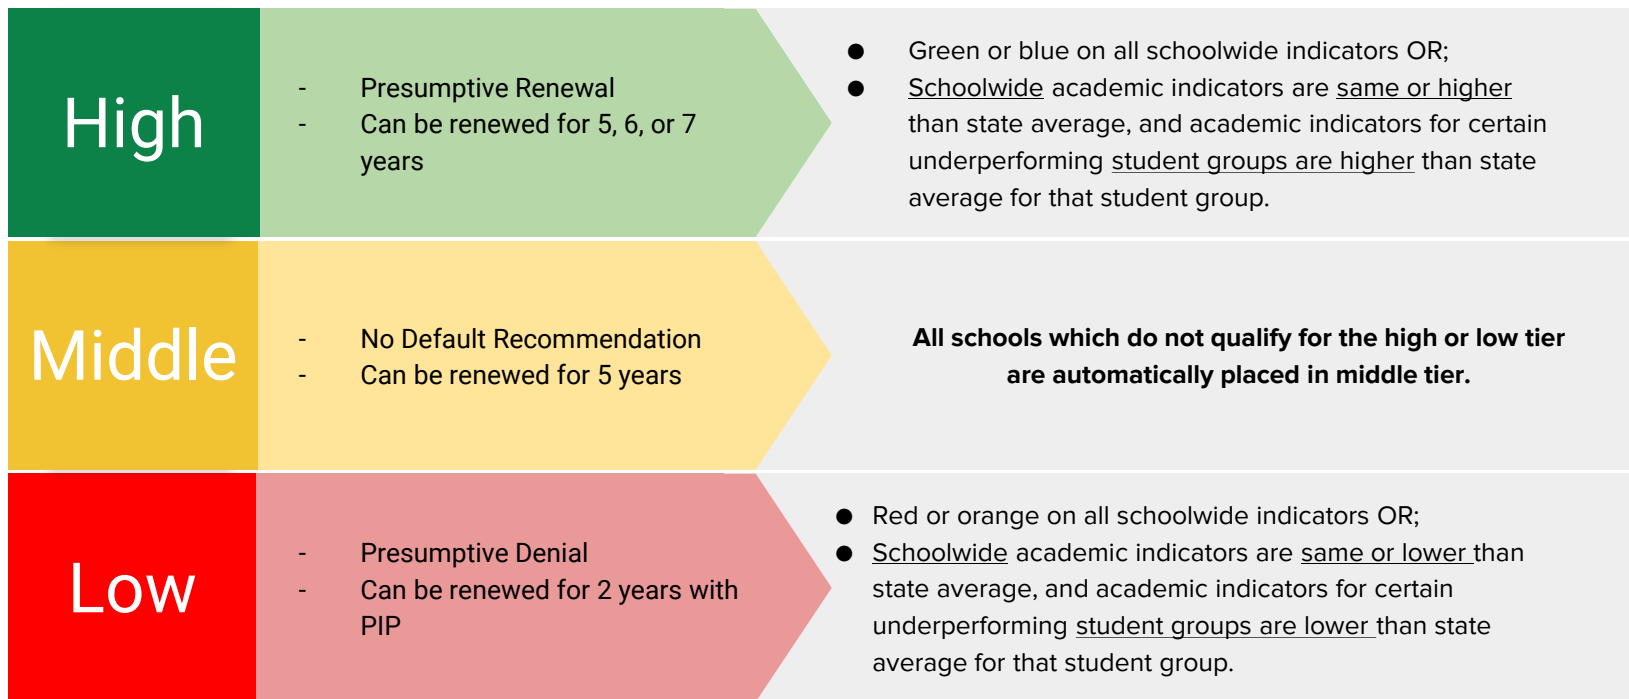 High
- Presumptive Renewal
- Can be renewed for 5, 6, or 7
years
● Green or blue on all schoolwide indicators OR;
● Schoolwide academic indicators are same or higher
than state average, and academic indicators for certain
underperforming student groups are higher than state
average for that student group.
Middle
- No Default Recommendation
- Can be renewed for 5 years
All schools which do not qualify for the high or low tier
are automatically placed in middle tier.
Low
- Presumptive Denial
- Can be renewed for 2 years with
PIP
● Red or orange on all schoolwide indicators OR;
● Schoolwide academic indicators are same or lower than
state average, and academic indicators for certain
underperforming student groups are lower than state
average for that student group.